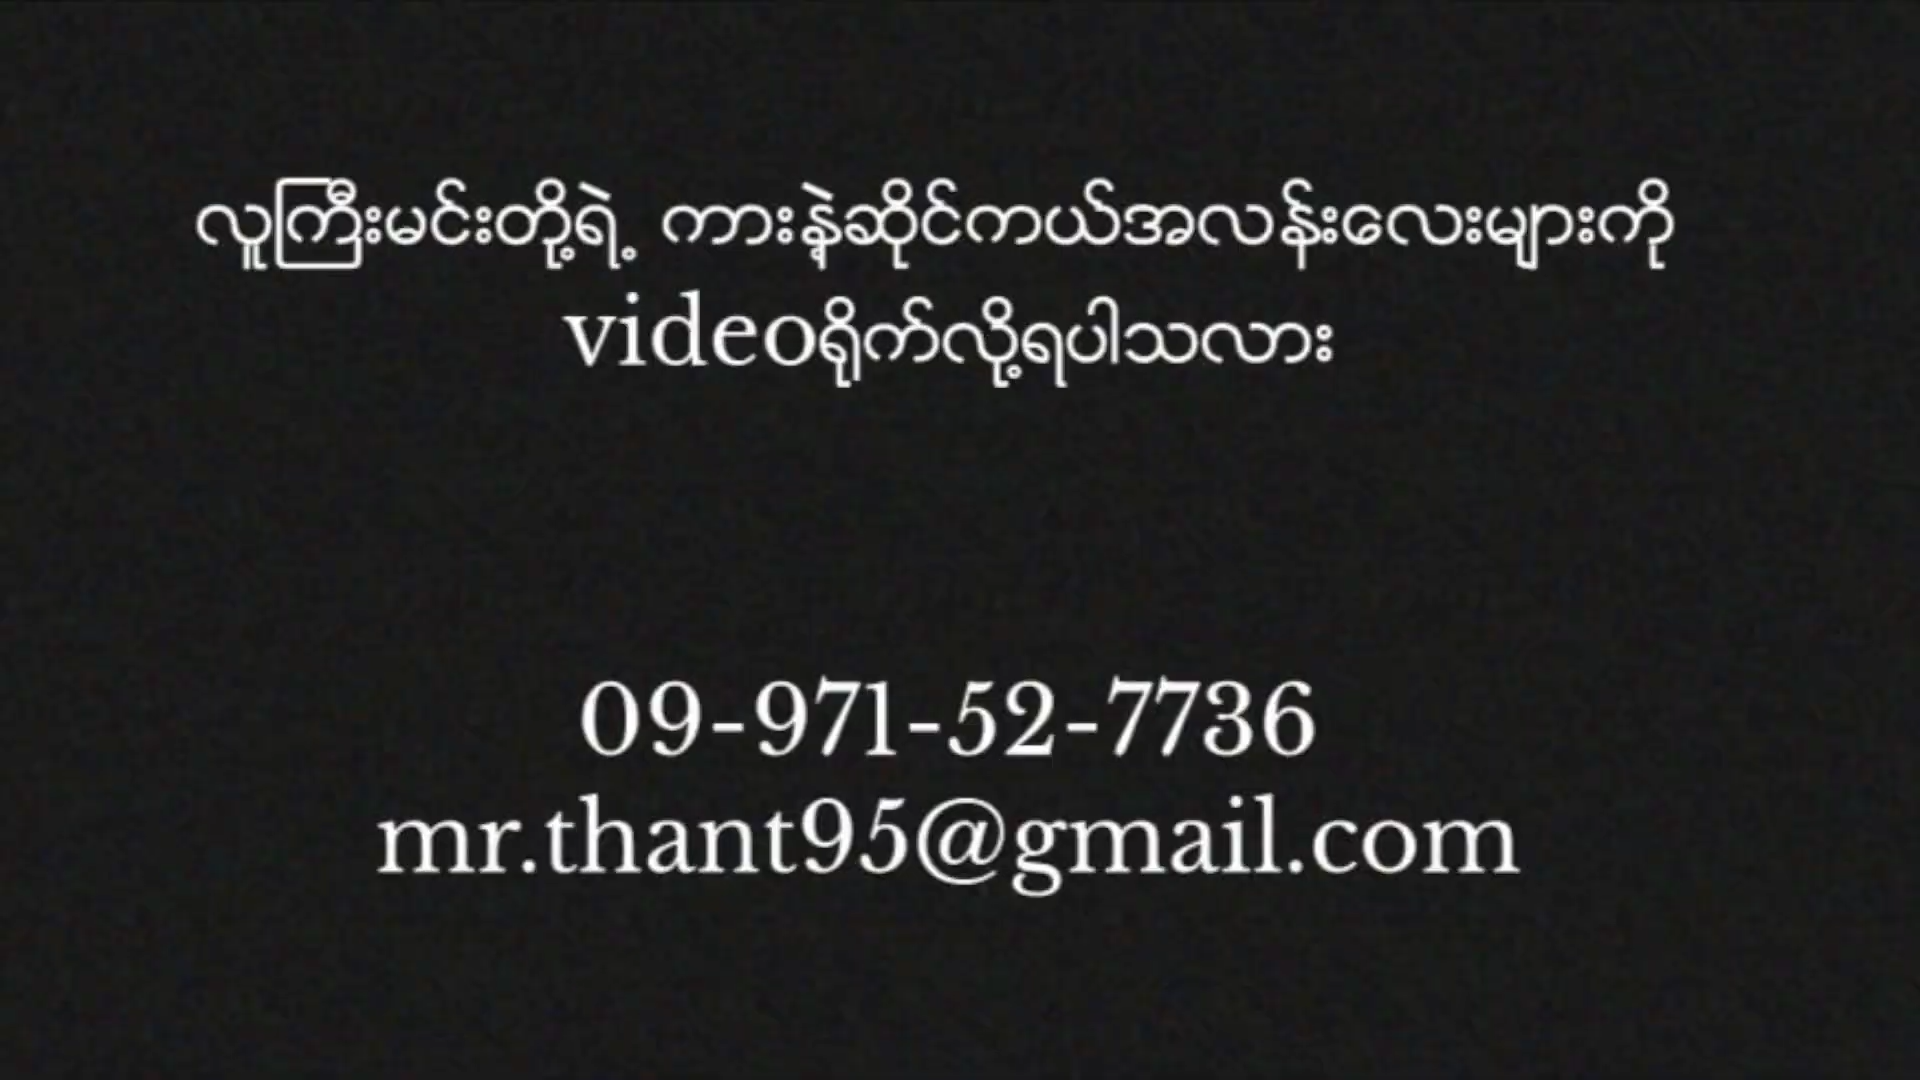 လူကြီးမင်းတို့ရဲ့ ကားနဲ့ဆိုင်ကယ်အလန်းလေးများကို
videoရိုက်လို့ရပါသလား
09-971-52-7736
mr.thant95@gmail.com